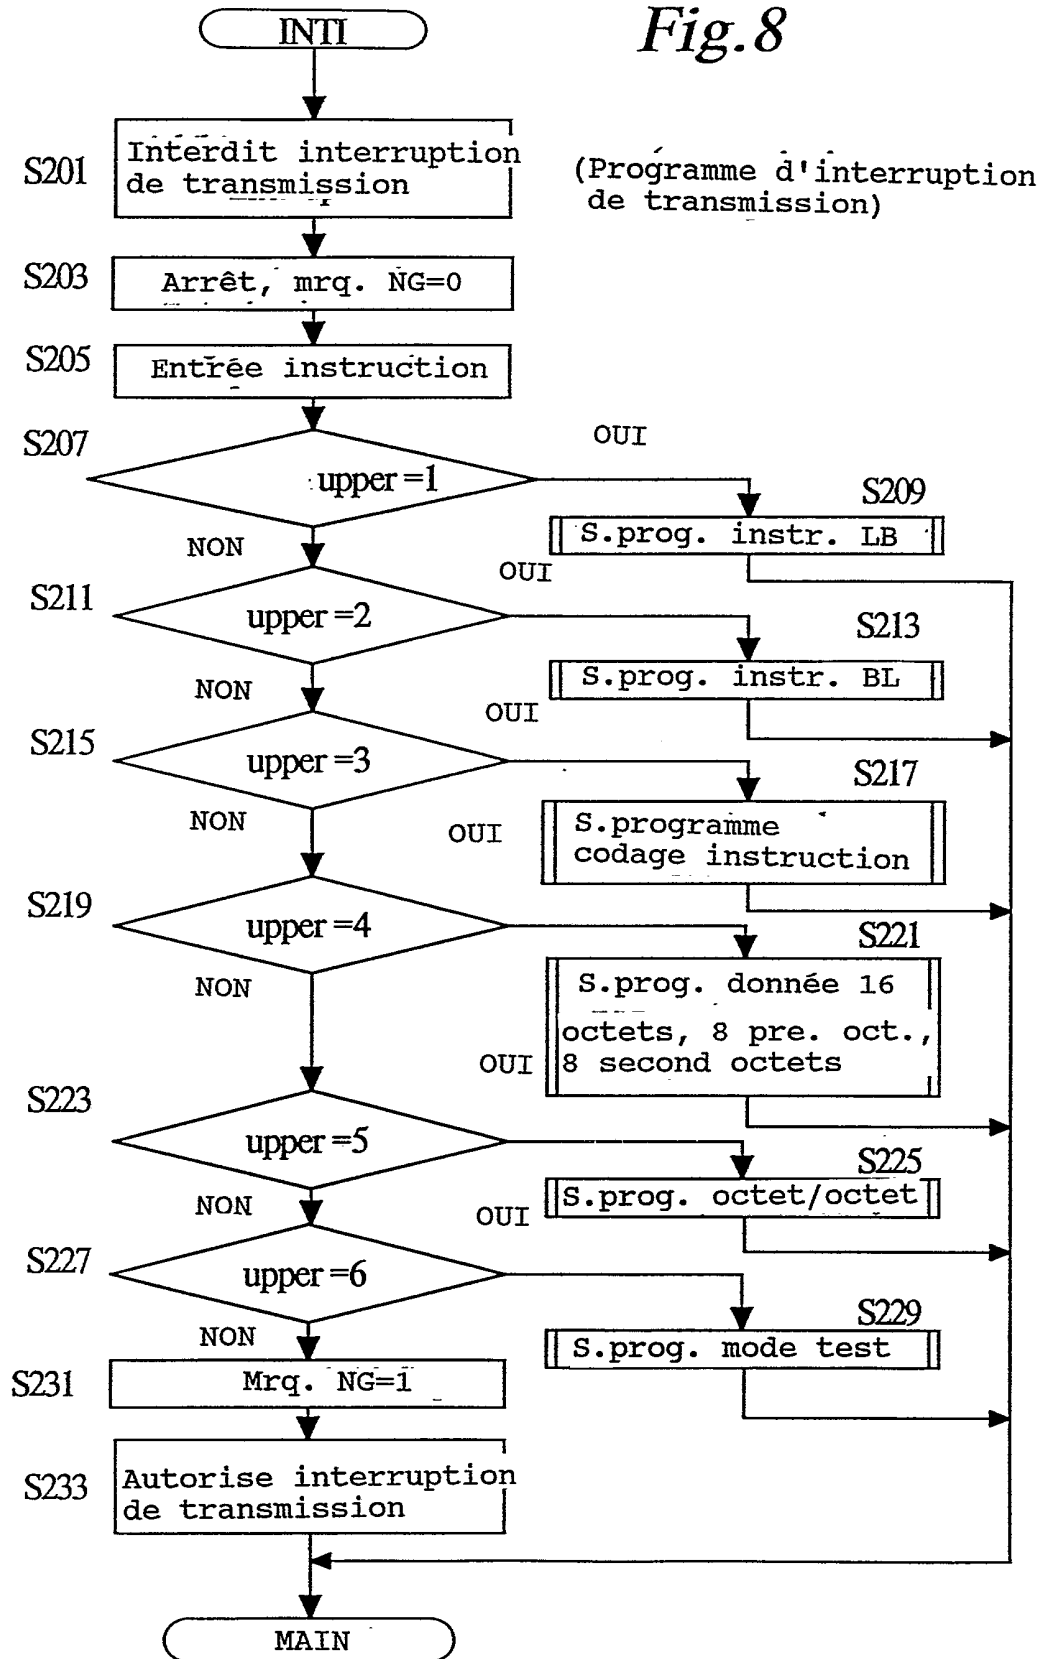 Fig.8
INTI
S201
Interdit interruption
de transmission
(Programme d'interruption
de transmission)
S203
Arrêt, mrq. NG=0
S205
Entrée instruction
S207
upper=1
OUI
NON
S209
S.prog. instr. LB
S211
upper=2
OUI
NON
S213
S.prog. instr. BL
S215
upper=3
OUI
NON
S217
S.programme
codage instruction
S219
upper=4
OUI
NON
S221
S.prog. donnée 16
octets, 8 pre. oct.,
8 second octets
S223
upper=5
OUI
NON
S225
S.prog. octet/octet
S227
upper=6
OUI
NON
S229
S.prog. mode test
S231
Mrq. NG=1
S233
Autorise interruption
de transmission
MAIN